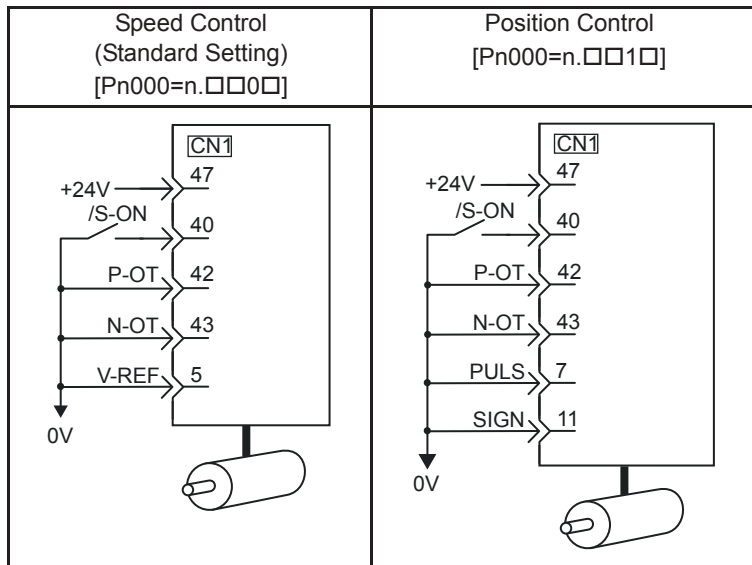 Speed Control
(Standard Setting)
[Pn000=n.□□0□]
Position Control
[Pn000=n.□□1□]
CN1
+24V 47
/S-ON 40
P-OT 42
N-OT 43
V-REF 5
0V
CN1
+24V 47
/S-ON 40
P-OT 42
N-OT 43
PULS 7
SIGN 11
0V